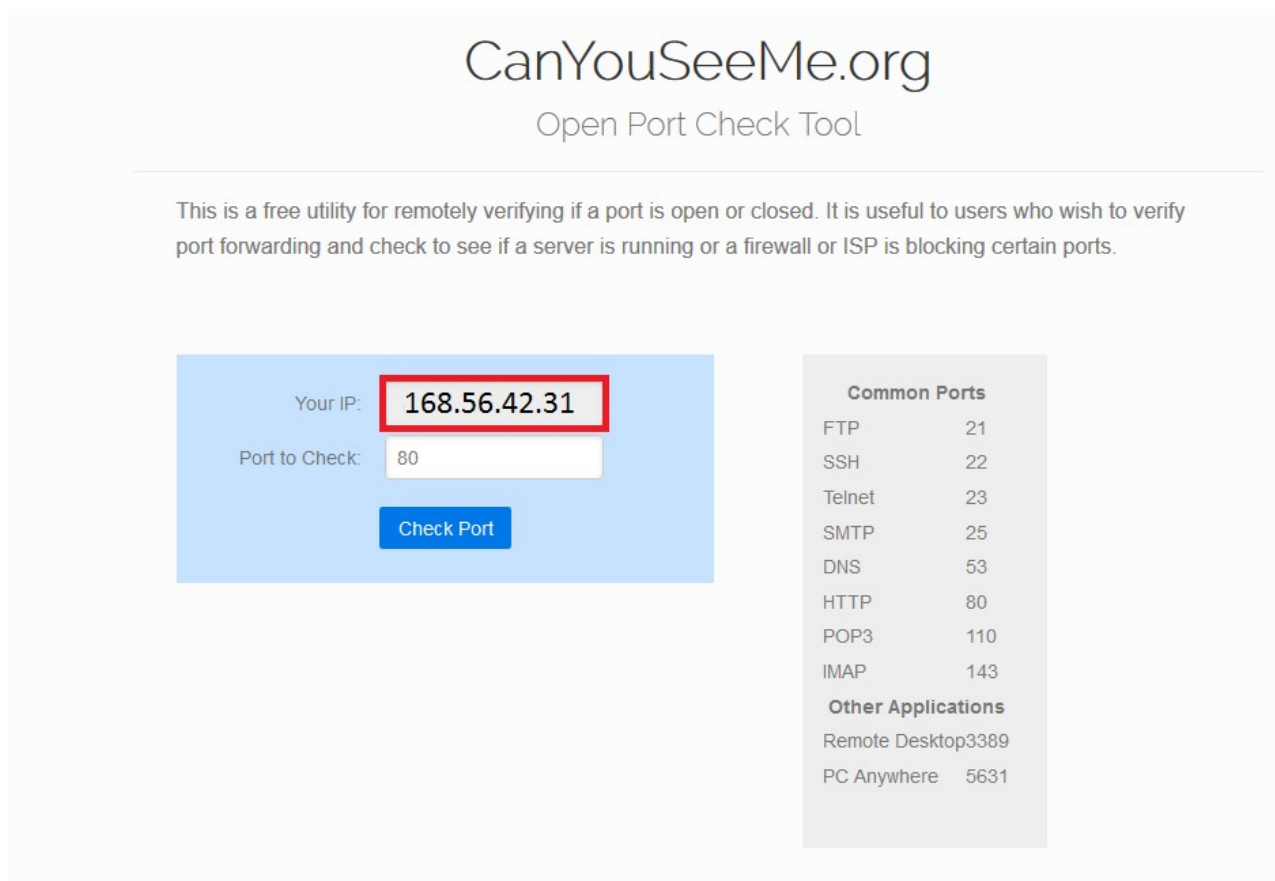 CanYouSeeMe.org
Open Port Check Tool
This is a free utility for remotely verifying if a port is open or closed. It is useful to users who wish to verify
port forwarding and check to see if a server is running or a firewall or ISP is blocking certain ports.
Your IP: 168.56.42.31
Port to Check: 80
Check Port
Common Ports
FTP 21
SSH 22
Telnet 23
SMTP 25
DNS 53
HTTP 80
POP3 110
IMAP 143
Other Applications
Remote Desktop3389
PC Anywhere 5631